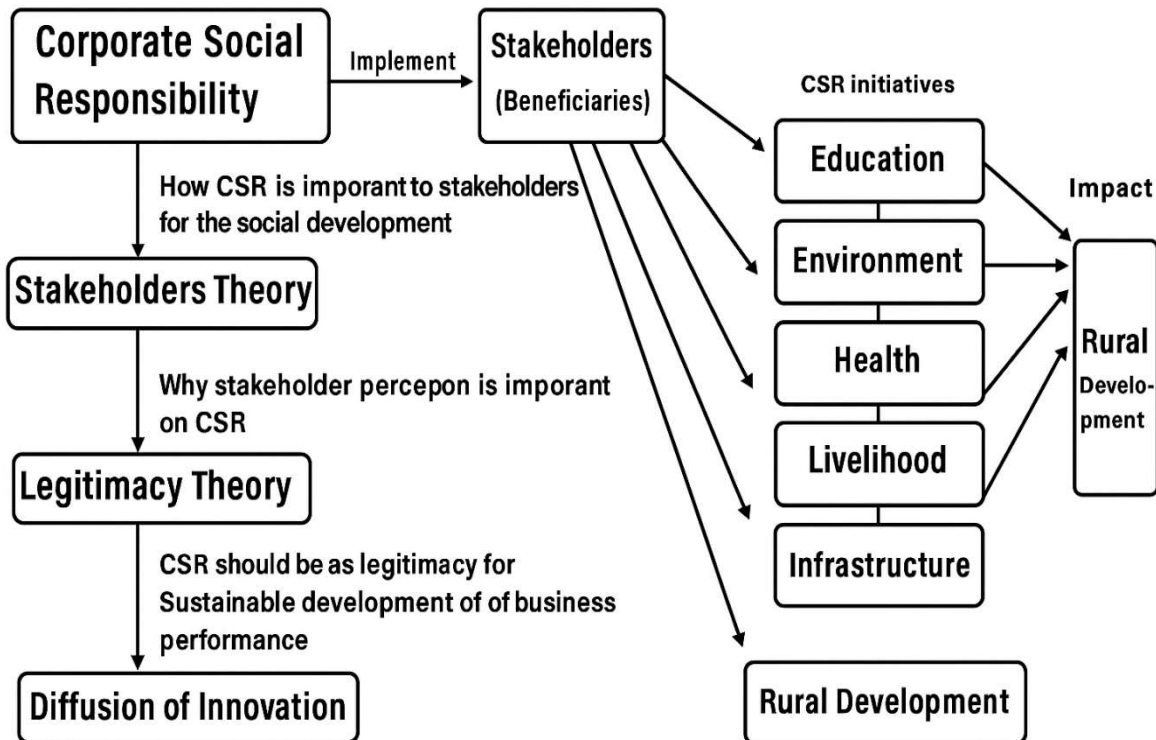 Corporate Social
Responsibility
Implement
Stakeholders
(Beneficiaries)
CSR initiatives
Education
Environment
Health
Livelihood
Infrastructure
Impact
Rural
Develo-
pment
How CSR is imporant to stakeholders
for the social development
Stakeholders Theory
Why stakeholder percepon is imporant
on CSR
Legitimacy Theory
CSR should be as legitimacy for
Sustainable development of of business
performance
Diffusion of Innovation
Rural Development